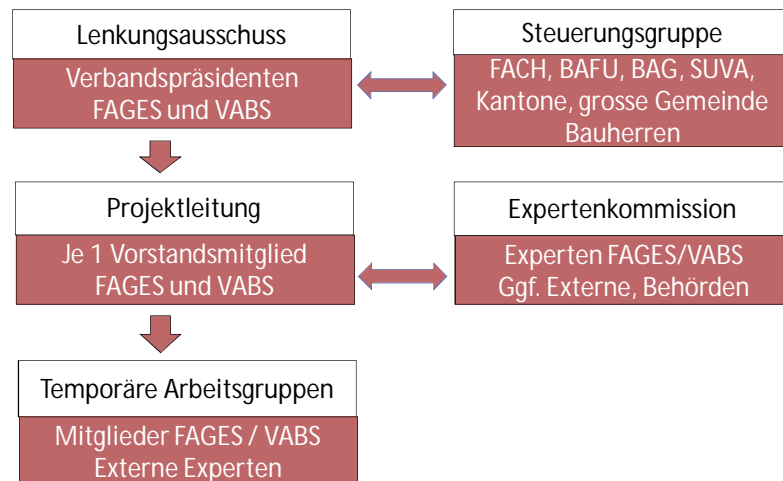 Lenkungsausschuss
Verbandspräsidenten
FAGES und VABS
Steuerungsgruppe
FACH, BAFU, BAG, SUVA,
Kantone, grosse Gemeinde
Bauherren
Projektleitung
Je 1 Vorstandsmitglied
FAGES und VABS
Expertenkommission
Experten FAGES/VABS
Ggf. Externe, Behörden
Temporäre Arbeitsgruppen
Mitglieder FAGES / VABS
Externe Experten